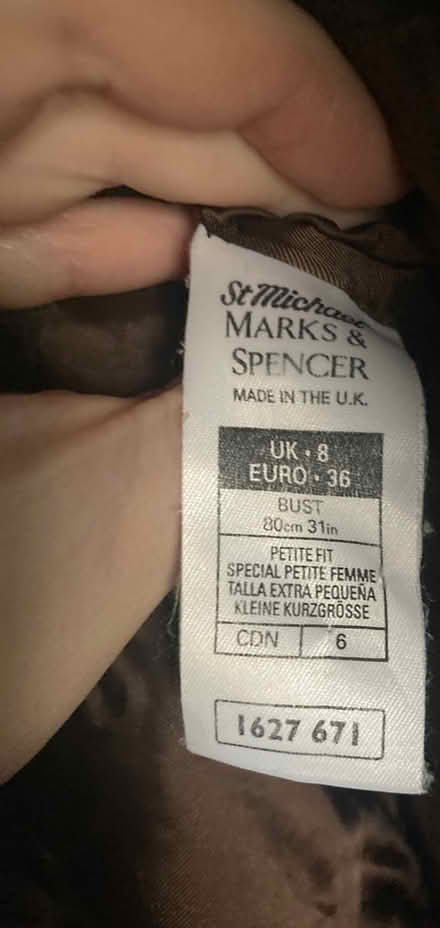 St Michael
MARKS &
SPENCER
MADE IN THE U.K.
UK • 8
EURO • 36
BUST
80cm 31in
PETITE FIT
SPECIAL PETITE FEMME
TALLA EXTRA PEQUEÑA
KLEINE KURZGRÖSSE
CDN 6
1627 671